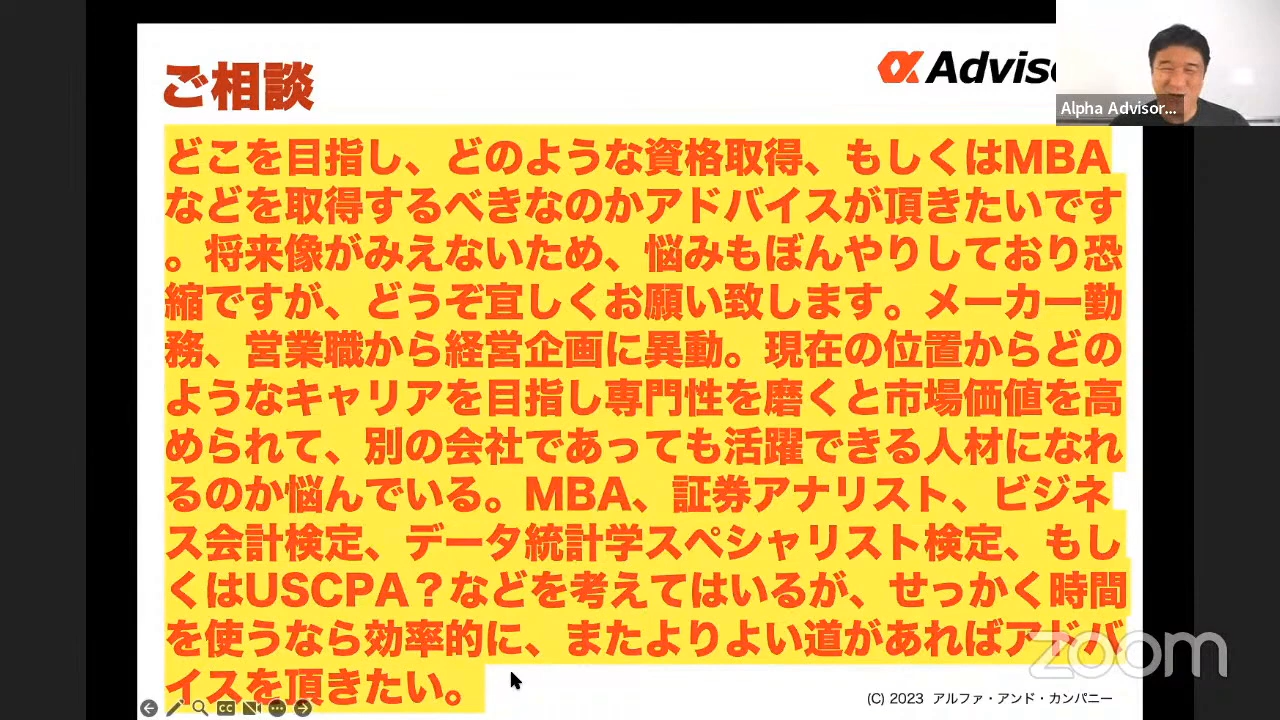 ご相談
α Advisor
Alpha Advisor...
どこを目指し、どのような資格取得、もしくはMBA
などを取得するべきなのかアドバイスが頂きたいです
。将来像がみえないため、悩みもぼんやりしており恐
縮ですが、どうぞ宜しくお願い致します。メーカー勤
務、営業職から経営企画に異動。現在の位置からどの
ようなキャリアを目指し専門性を磨くと市場価値を高
められて、別の会社であっても活躍できる人材になれ
るのか悩んでいる。MBA、証券アナリスト、ビジネ
ス会計検定、データ統計学スペシャリスト検定、もし
くはUSCPA？などを考えてはいるが、せっかく時間
を使うなら効率的に、またよりよい道があればアドバ
イスを頂きたい。
zoom
(C) 2023 アルファ・アンド・カンパニー